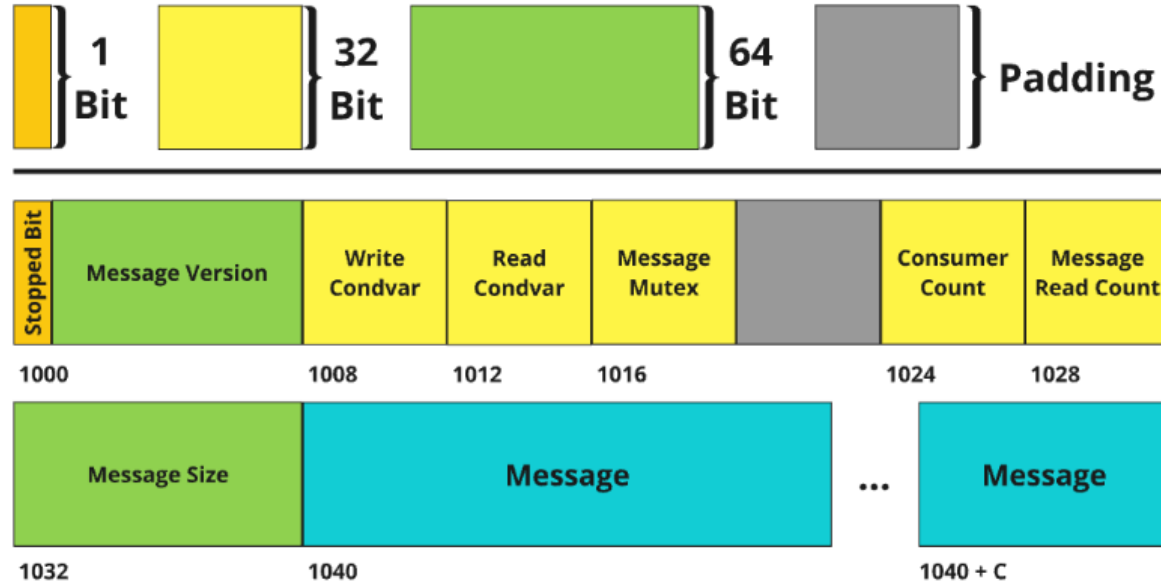 1
Bit
32
Bit
64
Bit
Padding
Stopped Bit
Message Version
Write
Condvar
Read
Condvar
Message
Mutex
Consumer
Count
Message
Read Count
1000
1008
1012
1016
1024
1028
Message Size
Message
...
Message
1032
1040
1040 + C